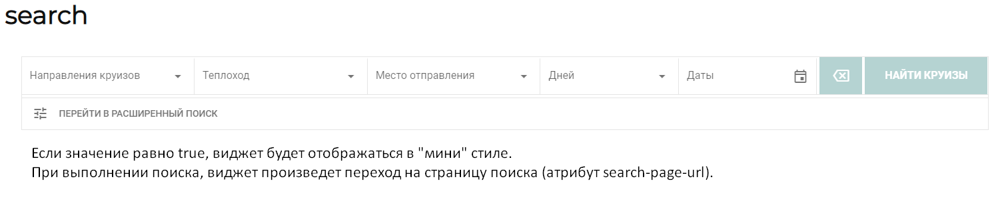 search
Направления круизов Теплоход Место отправления Дней Даты НАЙТИ КРУИЗЫ
ПЕРЕЙТИ В РАСШИРЕННЫЙ ПОИСК
Если значение равно true, виджет будет отображаться в "мини" стиле.
При выполнении поиска, виджет произведет переход на страницу поиска (атрибут search-page-url).